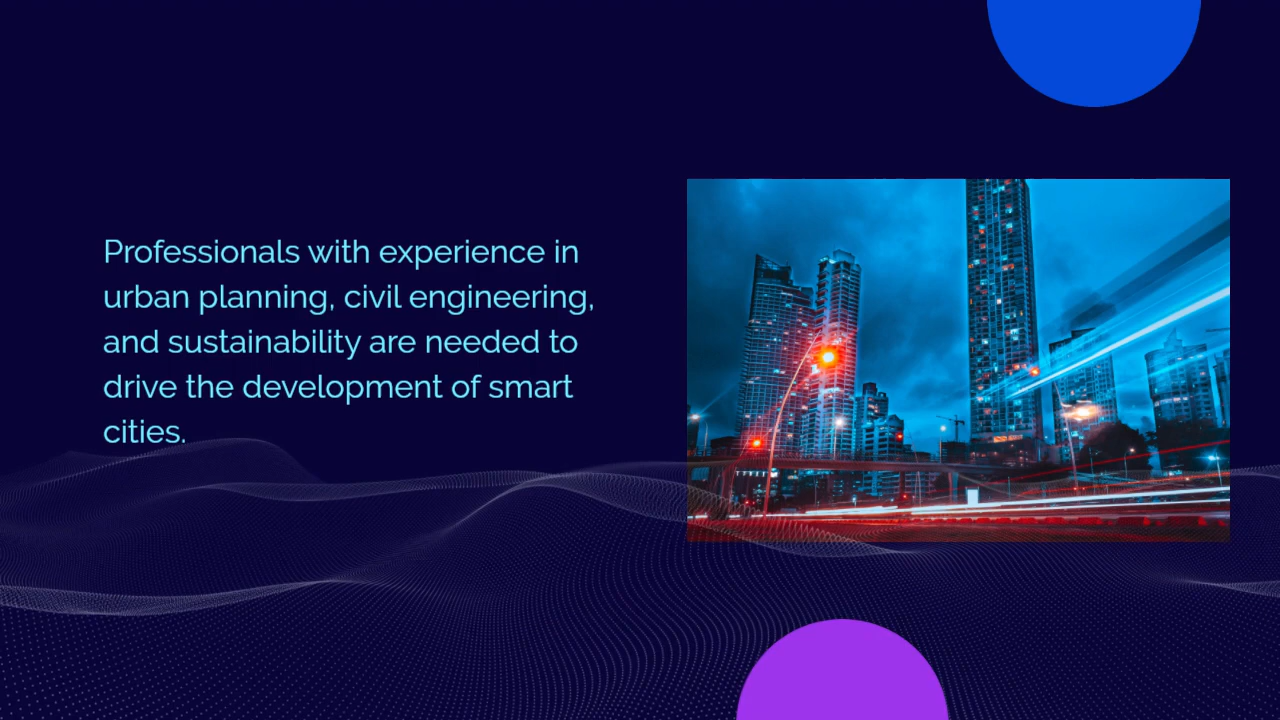 Professionals with experience in
urban planning, civil engineering,
and sustainability are needed to
drive the development of smart
cities.